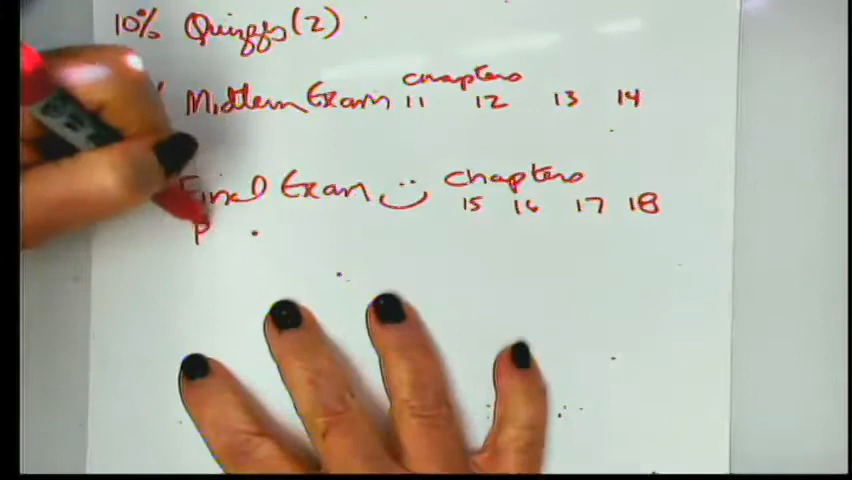 10% Quizzes (2)
Midterm Exam chapters 11 12 13 14
Final Exam chapters 15 16 17 18
P